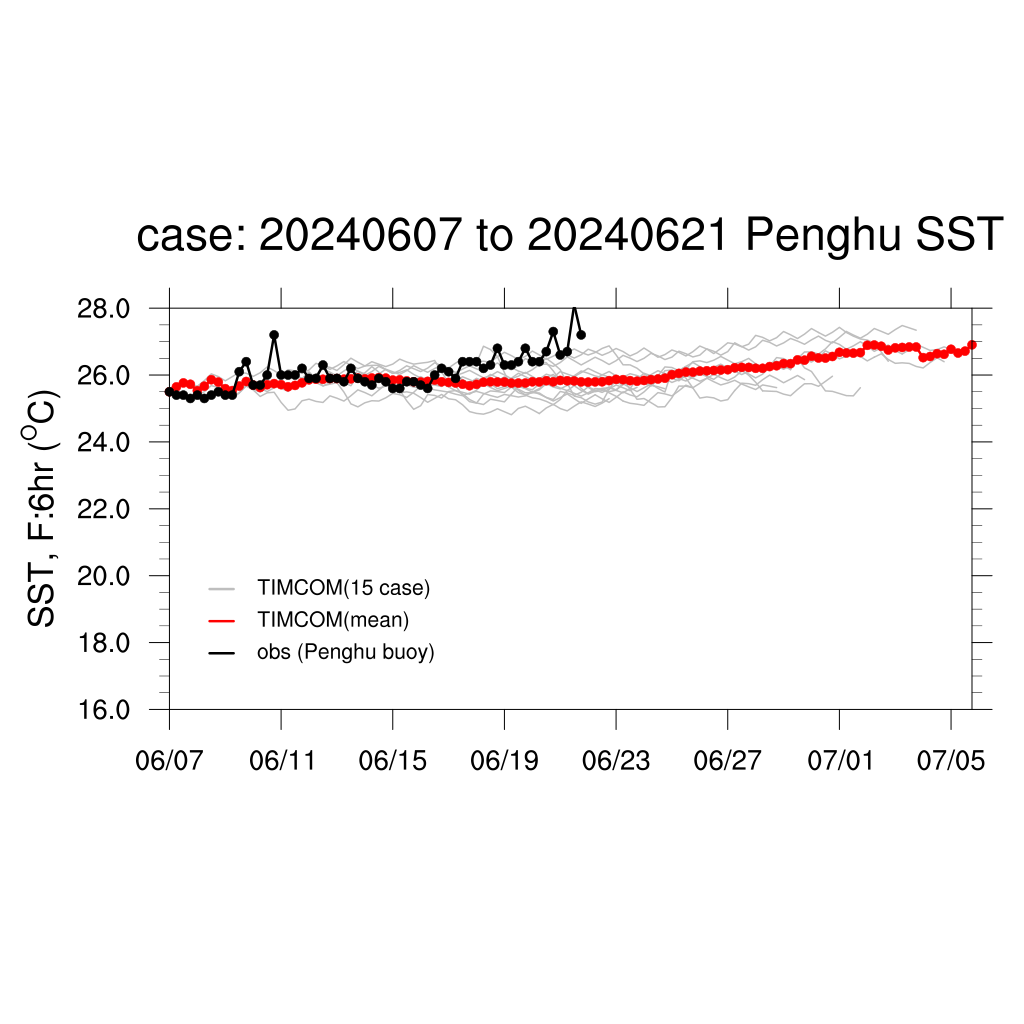 case: 20240607 to 20240621 Penghu SST
28.0
26.0
24.0
22.0
20.0
18.0
16.0
SST, F:6hr (°C)
TIMCOM(15 case)
TIMCOM(mean)
obs (Penghu buoy)
06/07 06/11 06/15 06/19 06/23 06/27 07/01 07/05